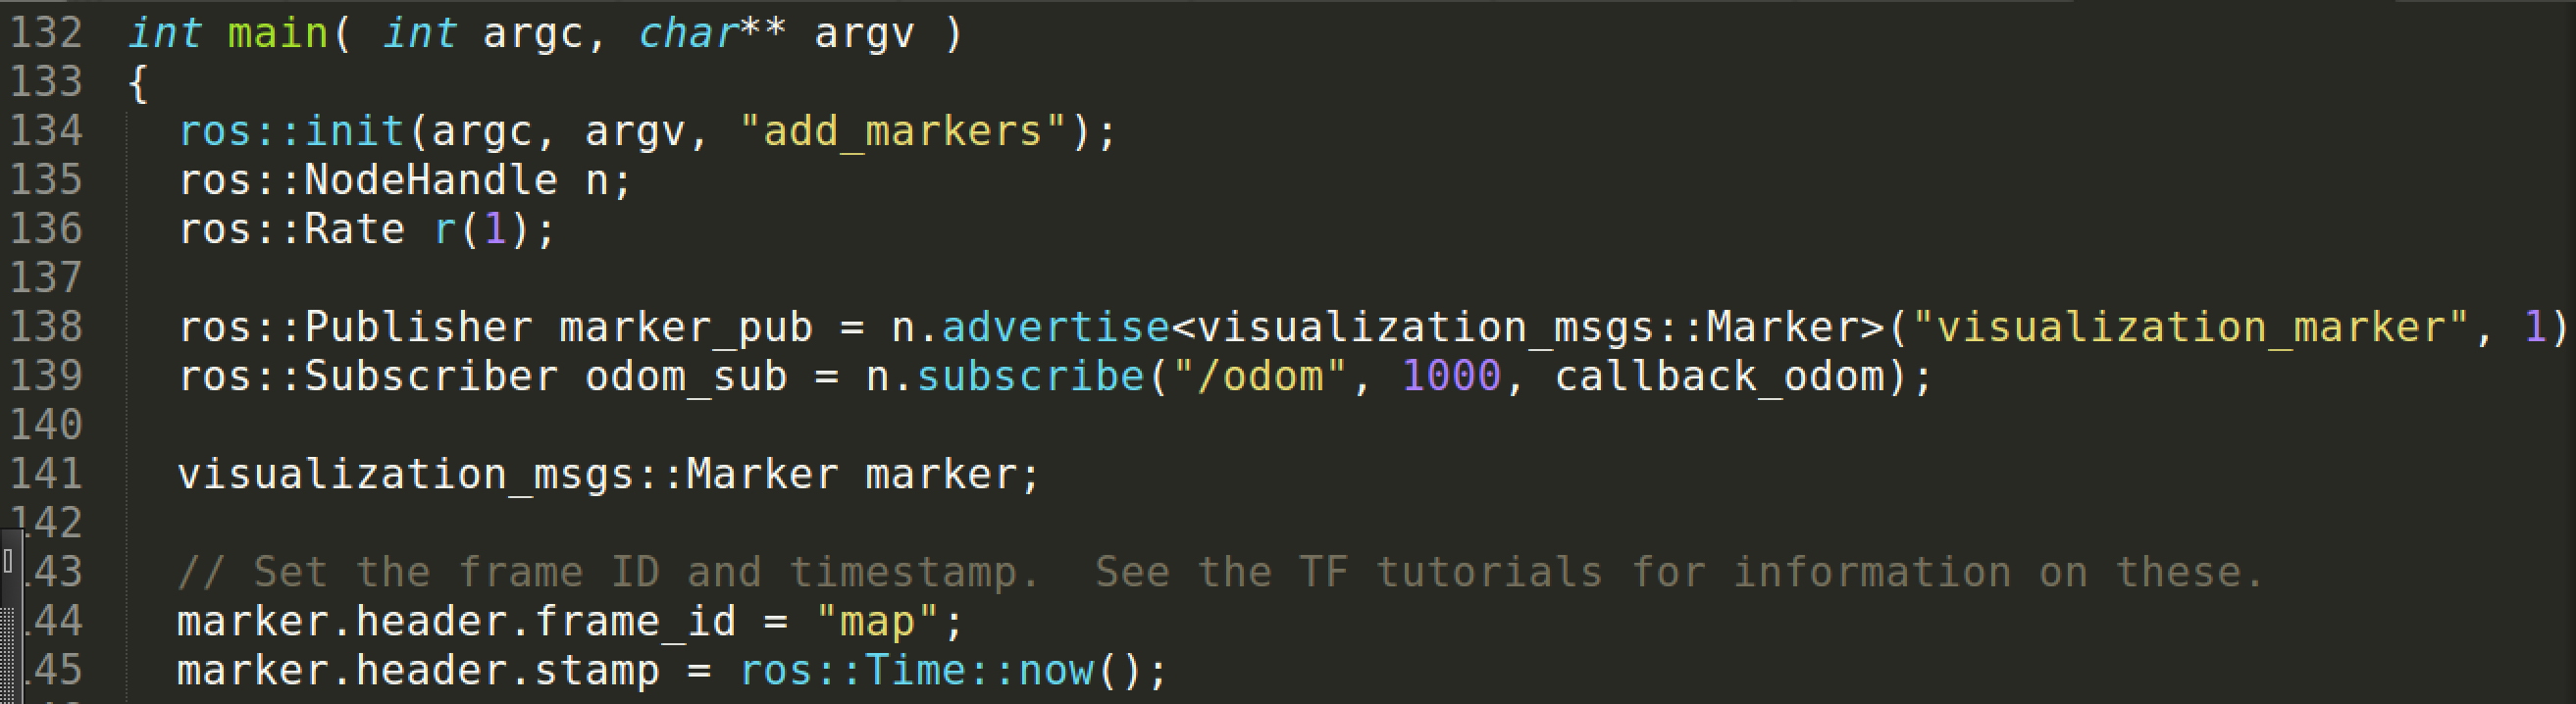 132 int main( int argc, char** argv )
133 {
134 ros::init(argc, argv, "add_markers");
135 ros::NodeHandle n;
136 ros::Rate r(1);
137
138 ros::Publisher marker_pub = n.advertise<visualization_msgs::Marker>("visualization_marker", 1)
139 ros::Subscriber odom_sub = n.subscribe("/odom", 1000, callback_odom);
140
141 visualization_msgs::Marker marker;
142
143 // Set the frame ID and timestamp.  See the TF tutorials for information on these.
144 marker.header.frame_id = "map";
145 marker.header.stamp = ros::Time::now();